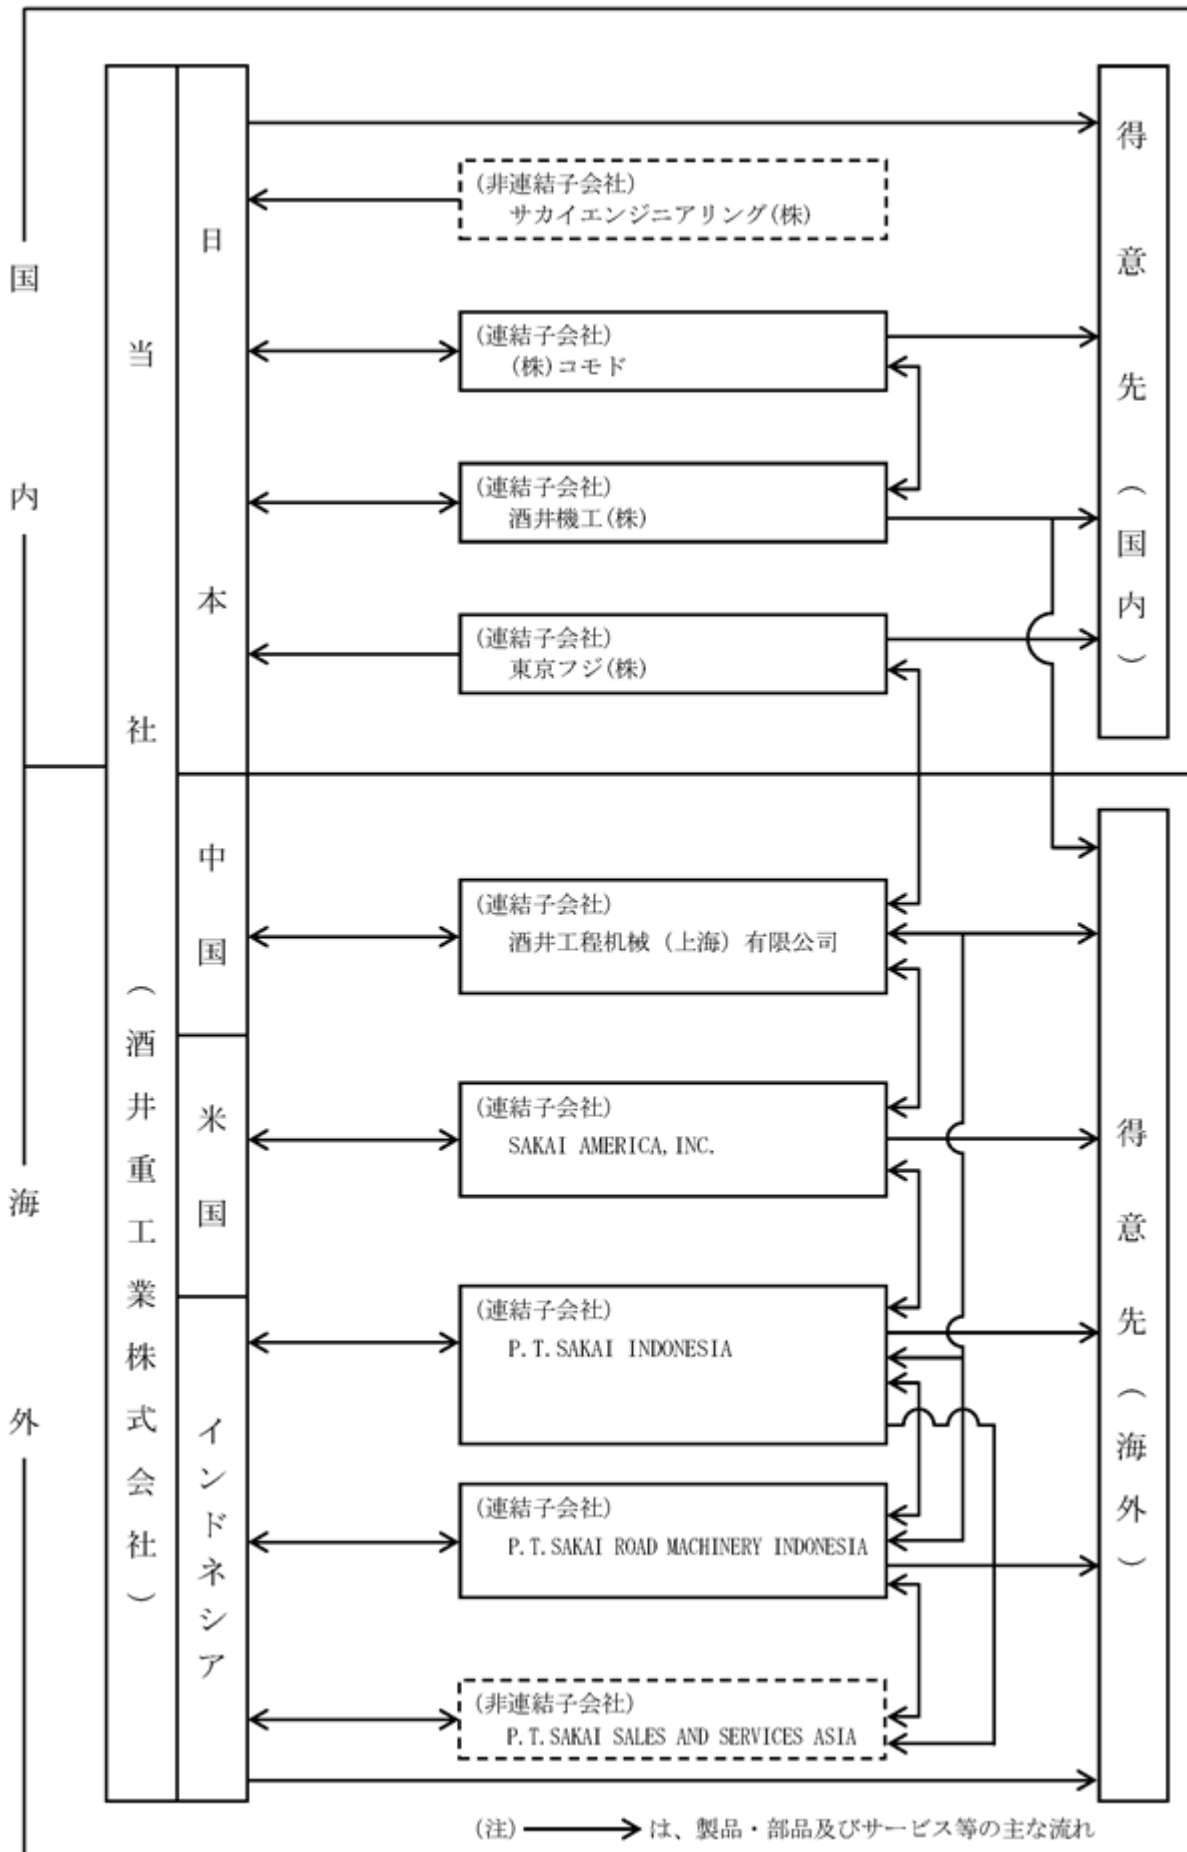 国内
海外
当社(酒井重工業株式会社)
日本
中国
米国
インドネシア
(非連結子会社)
サカイエンジニアリング(株)
(連結子会社)
(株)コモド
(連結子会社)
酒井機工(株)
(連結子会社)
東京フジ(株)
(連結子会社)
酒井工程机械(上海)有限公司
(連結子会社)
SAKAI AMERICA,INC.
(連結子会社)
P.T.SAKAI INDONESIA
(連結子会社)
P.T.SAKAI ROAD MACHINERY INDONESIA
(非連結子会社)
P.T.SAKAI SALES AND SERVICES ASIA
得意先(国内)
得意先(海外)
(注)→は、製品・部品及びサービス等の主な流れ